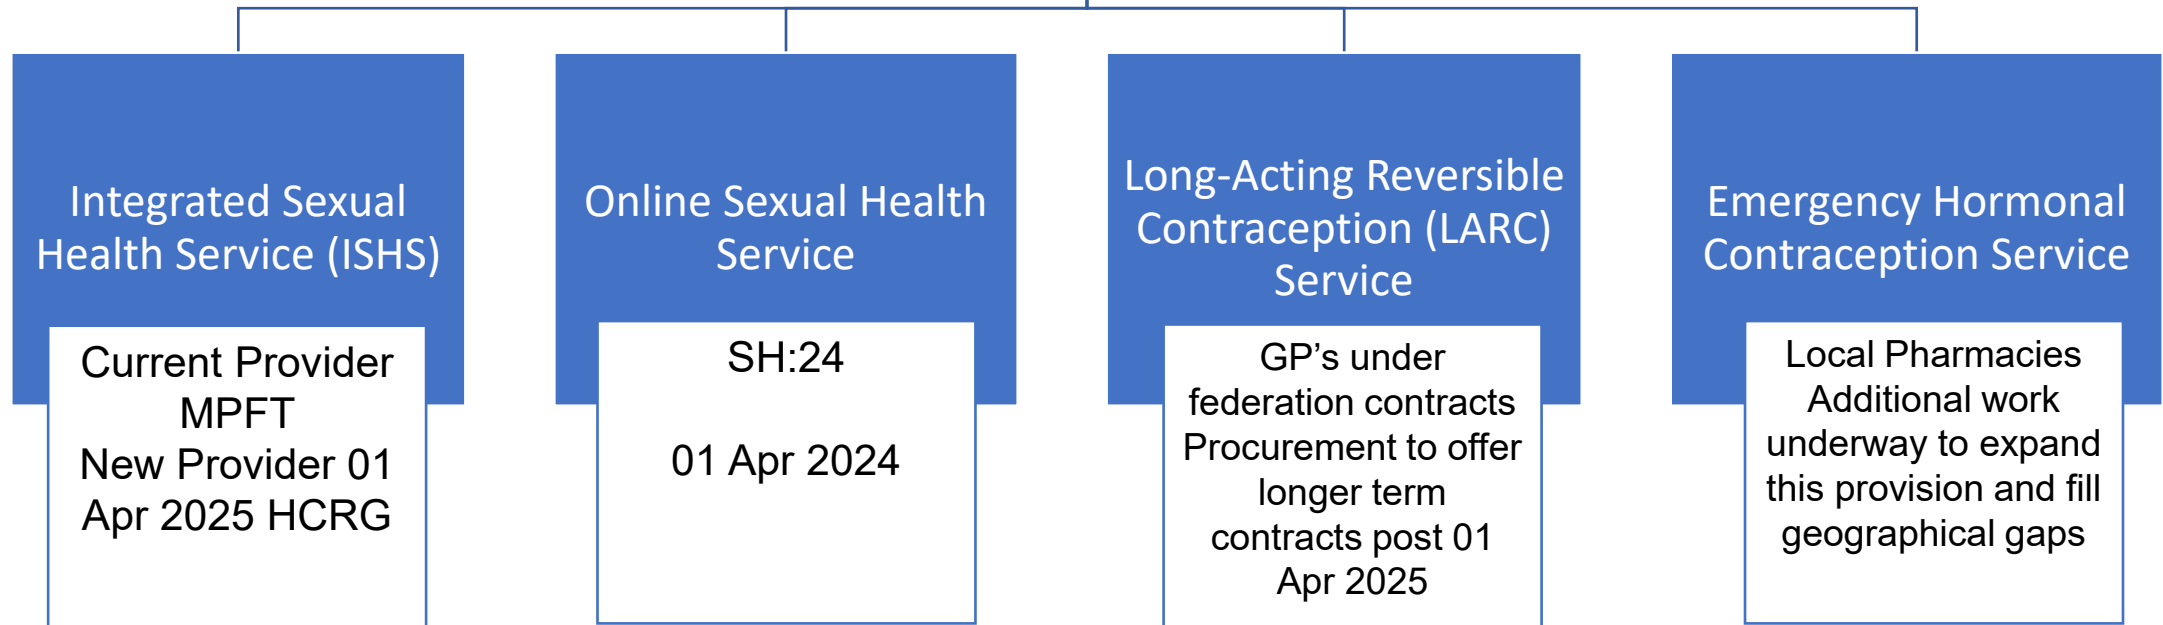 Integrated Sexual
Health Service (ISHS)
Current Provider
MPFT
New Provider 01
Apr 2025 HCRG
Online Sexual Health
Service
SH:24
01 Apr 2024
Long-Acting Reversible
Contraception (LARC)
Service
GP’s under
federation contracts
Procurement to offer
longer term
contracts post 01
Apr 2025
Emergency Hormonal
Contraception Service
Local Pharmacies
Additional work
underway to expand
this provision and fill
geographical gaps